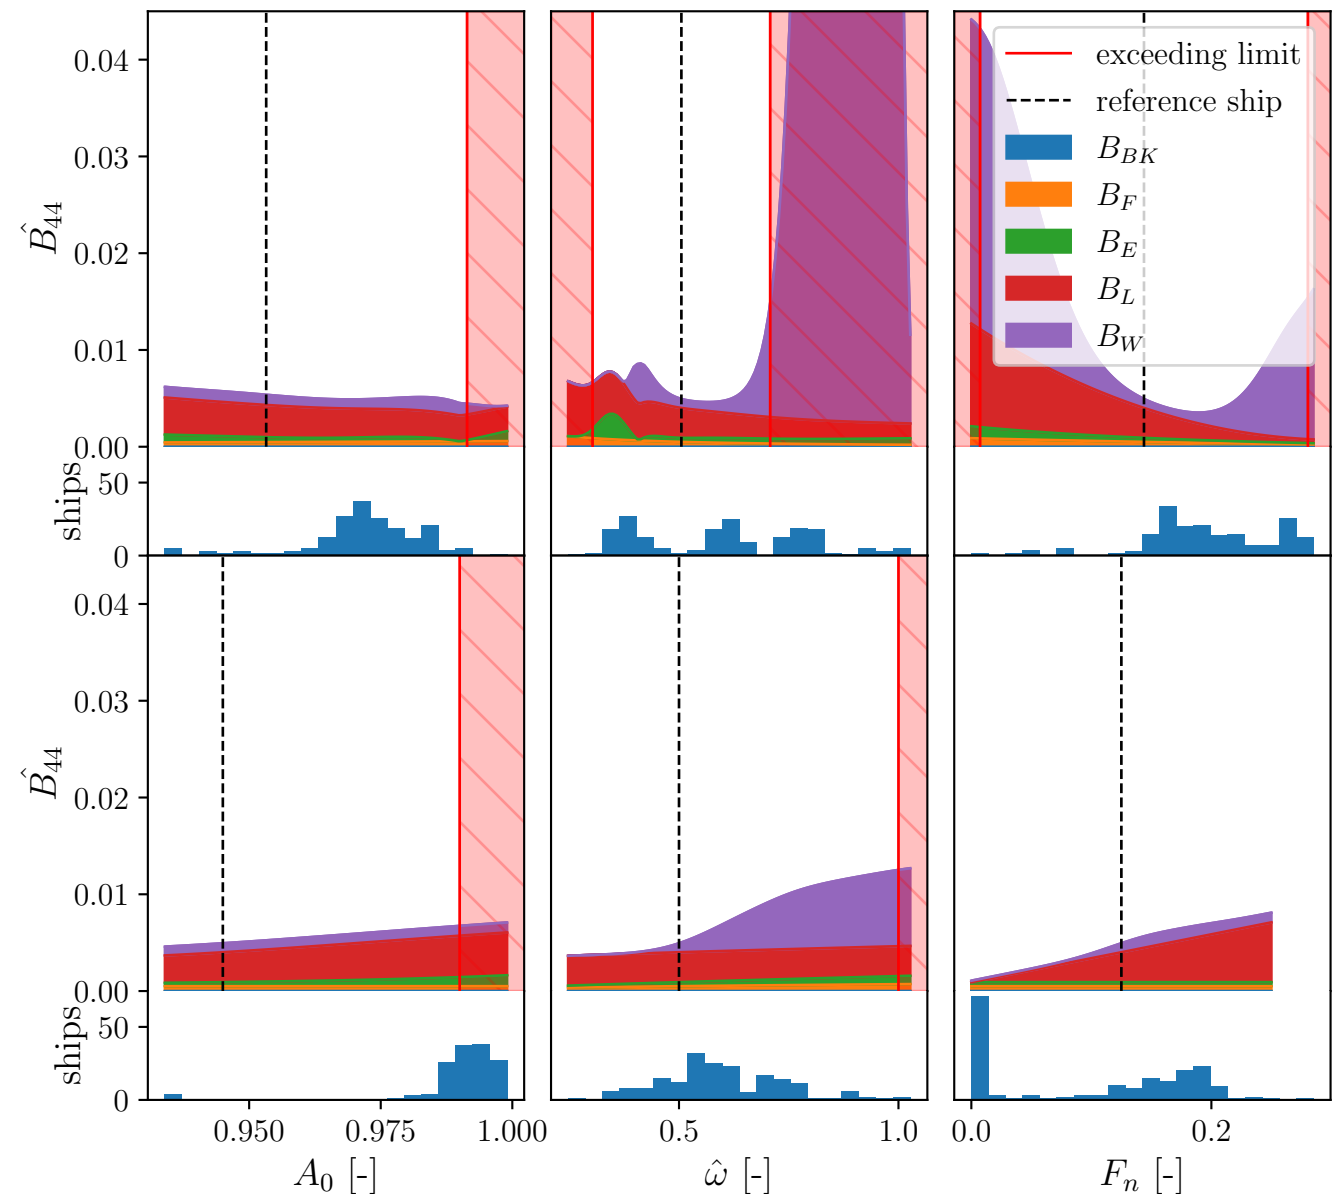 0.04
0.03
0.02
0.01
0.00
B̂₄₄
exceeding limit
reference ship
B_BK
B_F
B_E
B_L
B_W
50
0
ships
0.04
0.03
0.02
0.01
0.00
B̂₄₄
50
0
ships
0.950 0.975 1.000
A₀ [-]
0.5 1.0
ω̂ [-]
0.0 0.2
Fₙ [-]